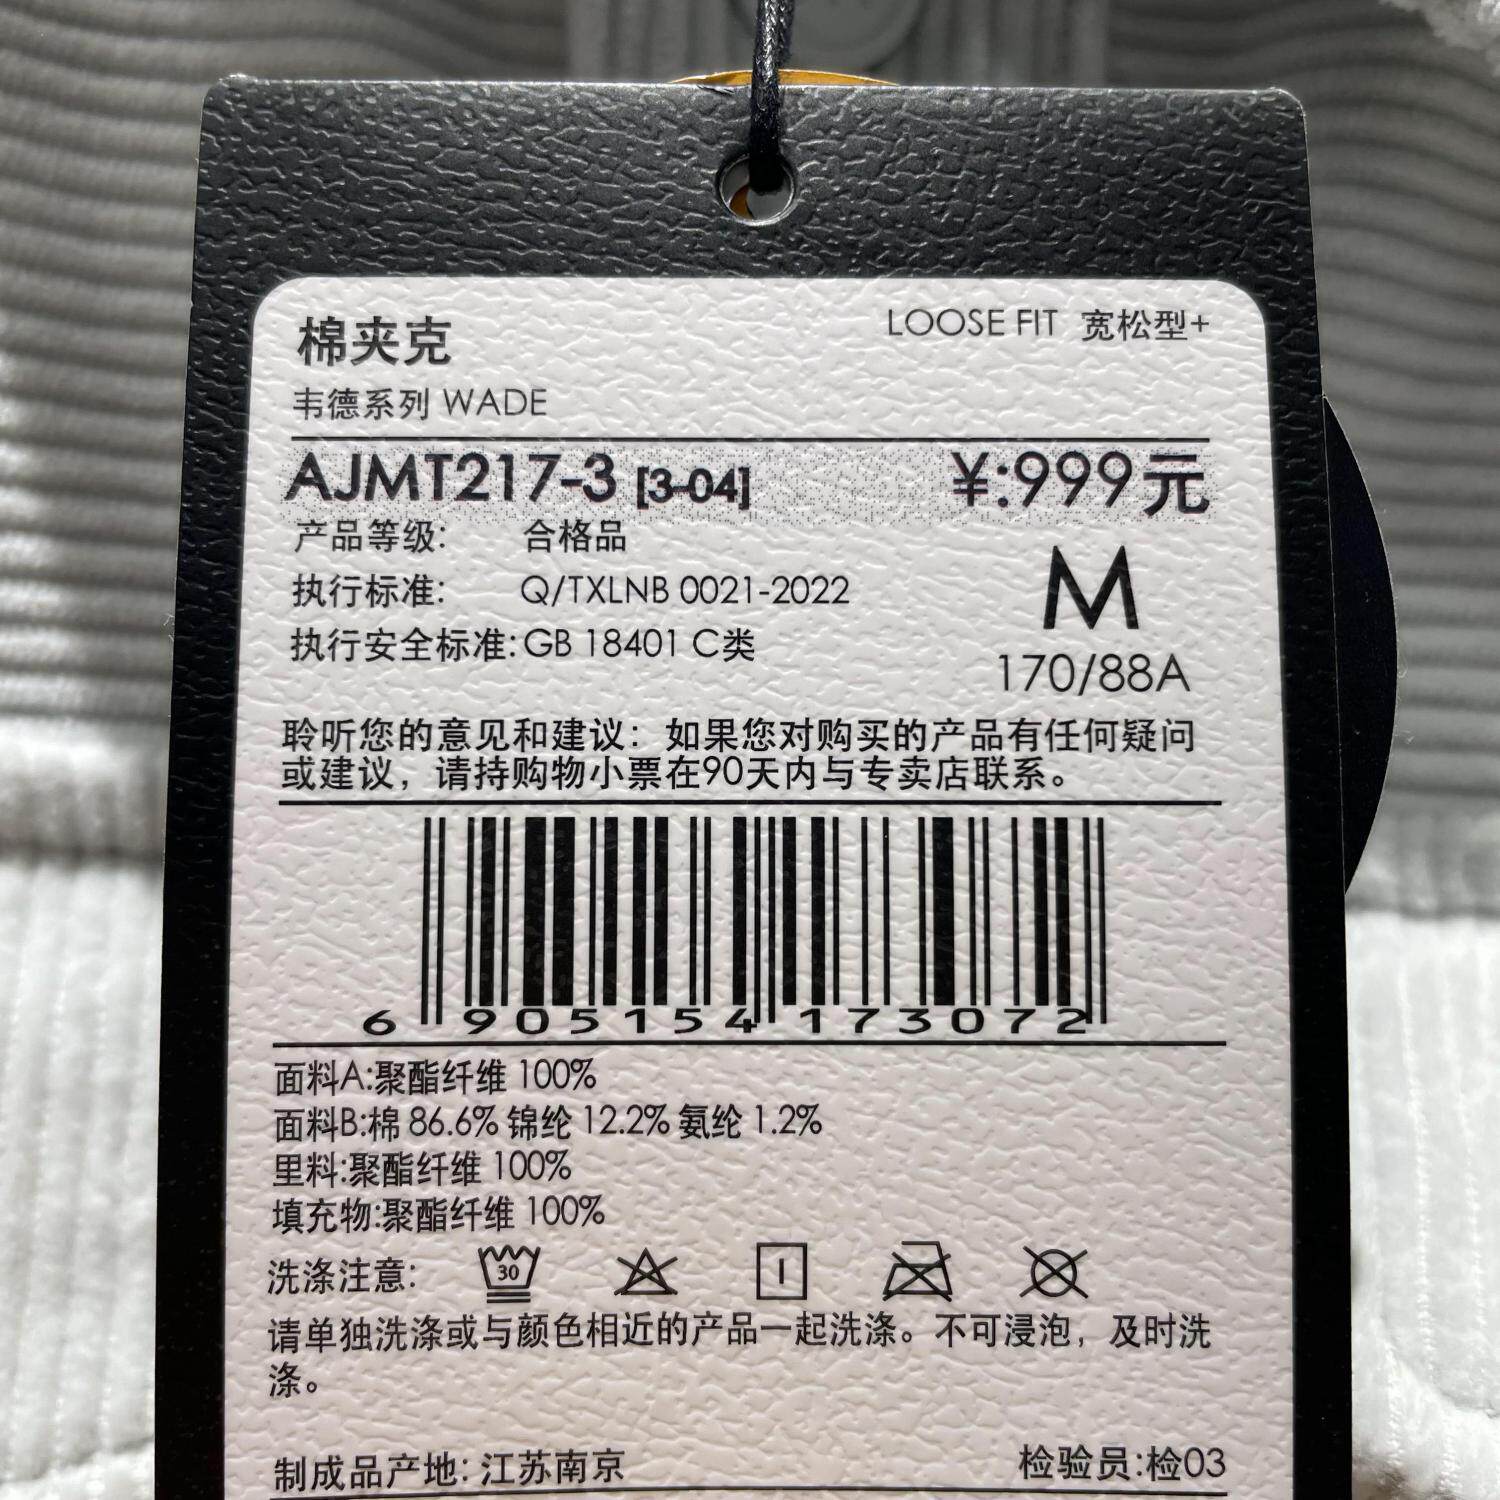 棉夹克
LOOSE FIT 宽松型+
韦德系列 WADE
AJMT217-3 [3-04]
¥:999元
产品等级: 合格品
执行标准: Q/TXLNB 0021-2022
执行安全标准: GB 18401 C类
M
170/88A
聆听您的意见和建议：如果您对购买的产品有任何疑问
或建议，请持购物小票在90天内与专卖店联系。
6 905154 173072
面料A:聚酯纤维 100%
面料B:棉 86.6% 锦纶 12.2% 氨纶 1.2%
里料:聚酯纤维 100%
填充物:聚酯纤维 100%
洗涤注意:
30
请单独洗涤或与颜色相近的产品一起洗涤。不可浸泡，及时洗
涤。
制成品产地: 江苏南京
检验员:检03